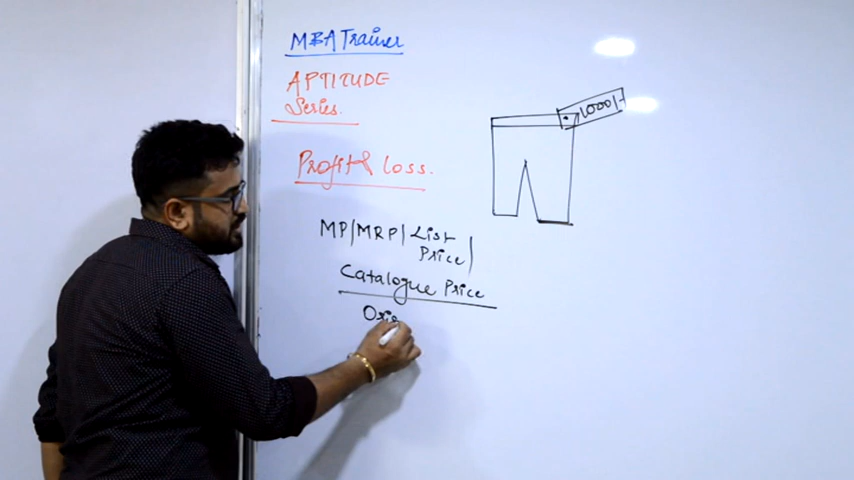 MBA Trainer
APTITUDE
Series.
Profit & Loss.
1000/-
MP/MRP/List
Price/
Catalogue Price